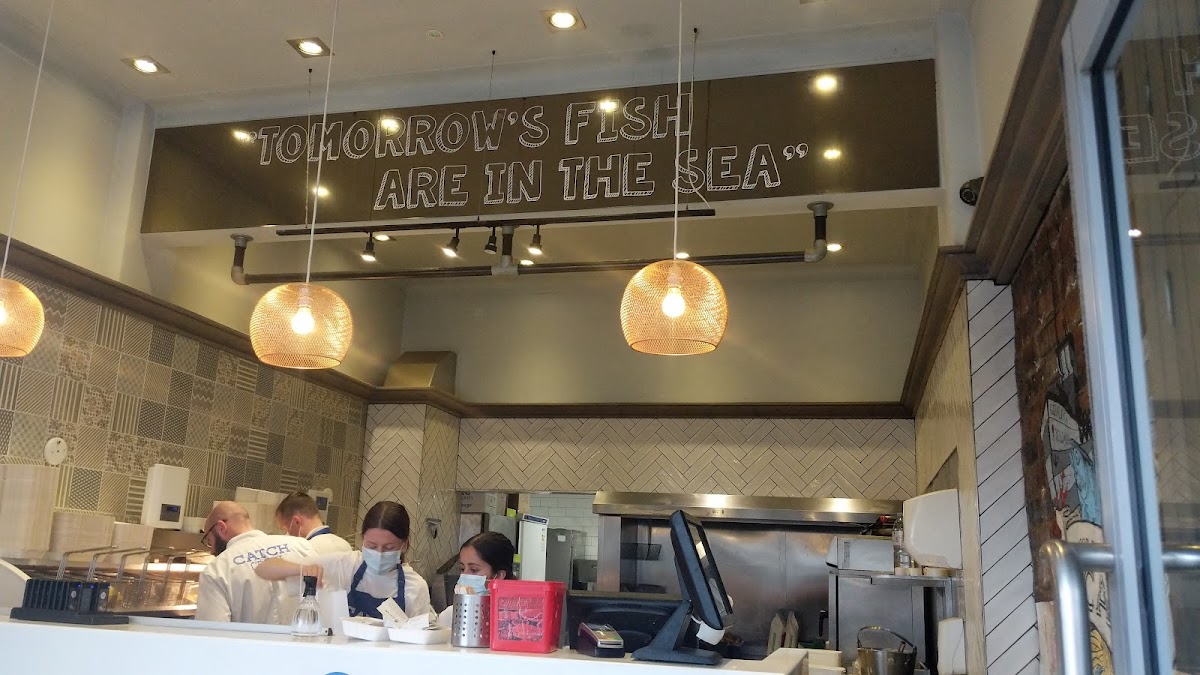 "TOMORROW'S FISH
ARE IN THE SEA"
CATCH